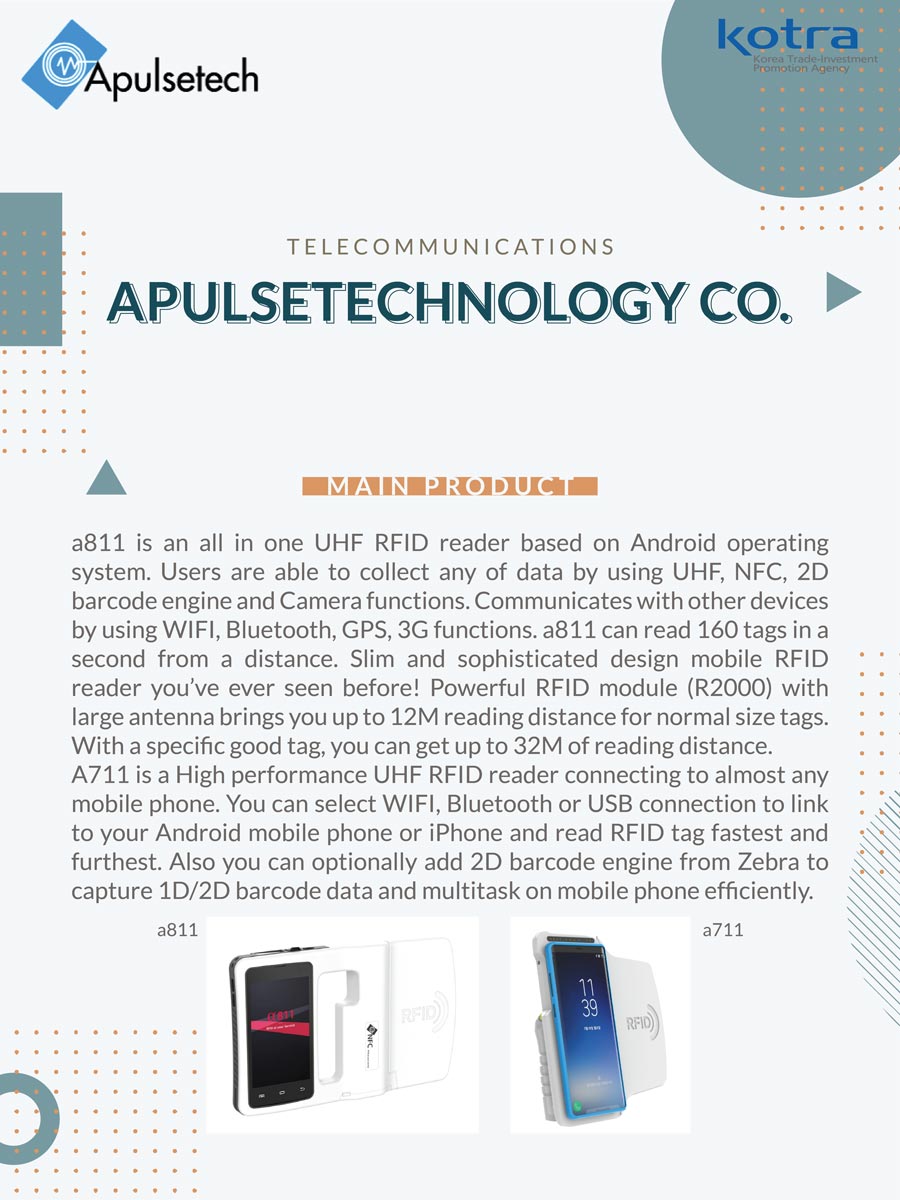 Apulsetech
kotra
Korea Trade-Investment
Promotion Agency
TELECOMMUNICATIONS
APULSETECHNOLOGY CO.
MAIN PRODUCT
a811 is an all in one UHF RFID reader based on Android operating
system. Users are able to collect any of data by using UHF, NFC, 2D
barcode engine and Camera functions. Communicates with other devices
by using WIFI, Bluetooth, GPS, 3G functions. a811 can read 160 tags in a
second from a distance. Slim and sophisticated design mobile RFID
reader you’ve ever seen before! Powerful RFID module (R2000) with
large antenna brings you up to 12M reading distance for normal size tags.
With a specific good tag, you can get up to 32M of reading distance.
A711 is a High performance UHF RFID reader connecting to almost any
mobile phone. You can select WIFI, Bluetooth or USB connection to link
to your Android mobile phone or iPhone and read RFID tag fastest and
furthest. Also you can optionally add 2D barcode engine from Zebra to
capture 1D/2D barcode data and multitask on mobile phone efficiently.
a811
a711
α811
RFID
NFC
11
39
RFID